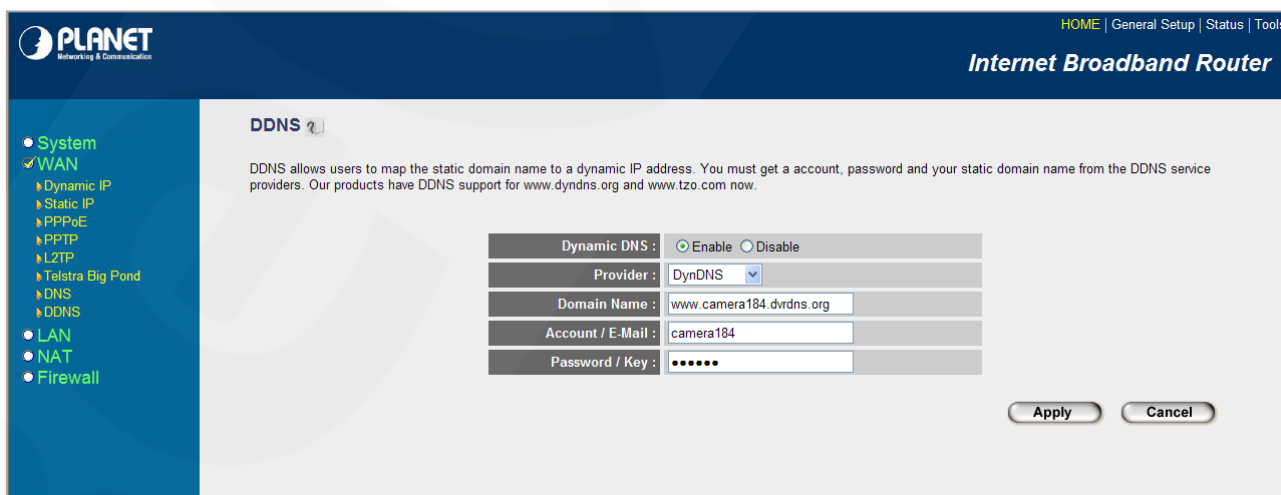 PLANET
Networking & Communication
HOME | General Setup | Status | Tools
Internet Broadband Router
System
WAN
Dynamic IP
Static IP
PPPoE
PPTP
L2TP
Telstra Big Pond
DNS
DDNS
LAN
NAT
Firewall
DDNS
DDNS allows users to map the static domain name to a dynamic IP address. You must get a account, password and your static domain name from the DDNS service
providers. Our products have DDNS support for www.dyndns.org and www.tzo.com now.
Dynamic DNS : Enable Disable
Provider : DynDNS
Domain Name : www.camera184.dvrdns.org
Account / E-Mail : camera184
Password / Key : ●●●●●●
Apply Cancel